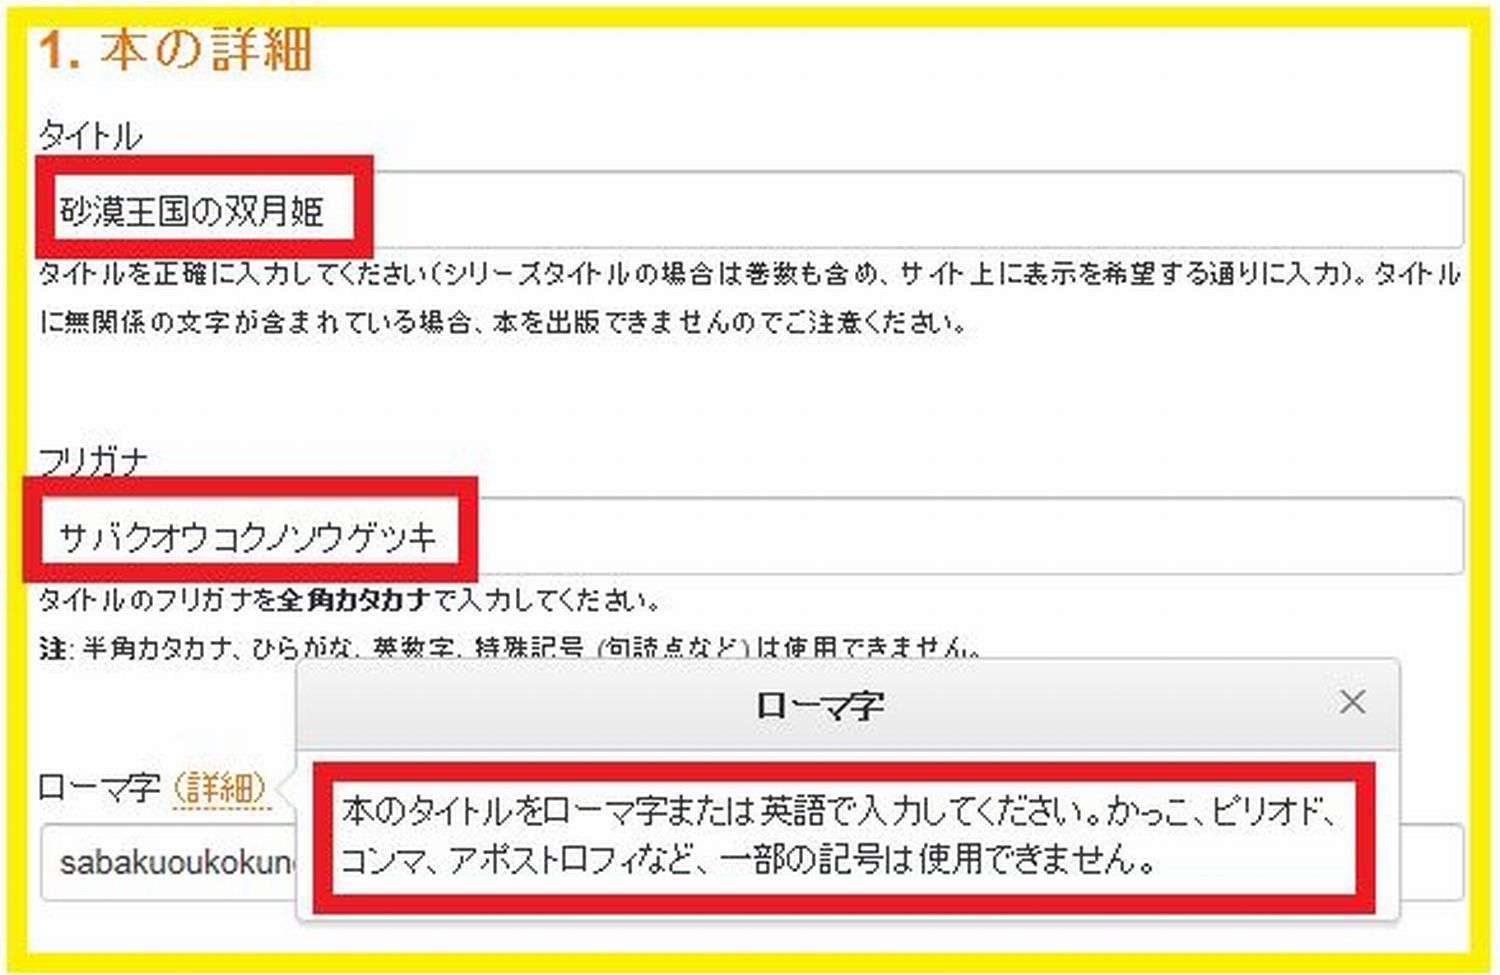 1. 本の詳細
タイトル
砂漠王国の双月姫
タイトルを正確に入力してください(シリーズタイトルの場合は巻数も含め、サイト上に表示を希望する通りに入力)。タイトル
に無関係の文字が含まれている場合、本を出版できませんのでご注意ください。
フリガナ
サバクオウコクノソウゲツキ
タイトルのフリガナを全角カタカナで入力してください。
注: 半角カタカナ、ひらがな、英数字、特殊記号 (句読点など) は使用できません。
ローマ字
×
ローマ字 (詳細)
本のタイトルをローマ字または英語で入力してください。かっこ、ピリオド、
コンマ、アポストロフィなど、一部の記号は使用できません。
sabakuoukokun